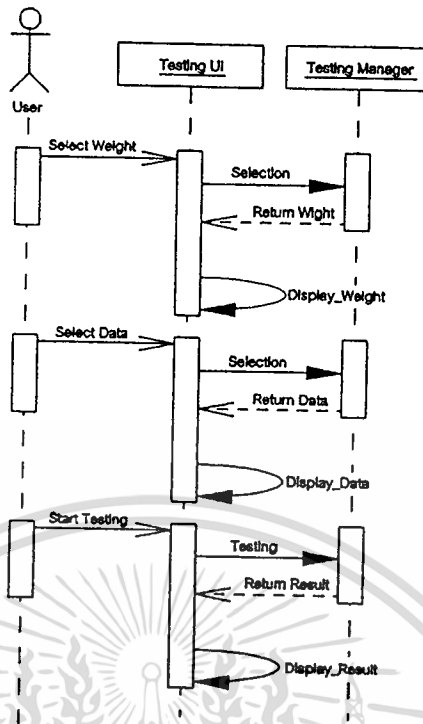 Testing UI
Testing Manager
User
Select Weight
Selection
Return Wight
Display_Weight
Select Data
Selection
Return Data
Display_Data
Start Testing
Testing
Return Result
Display_Result